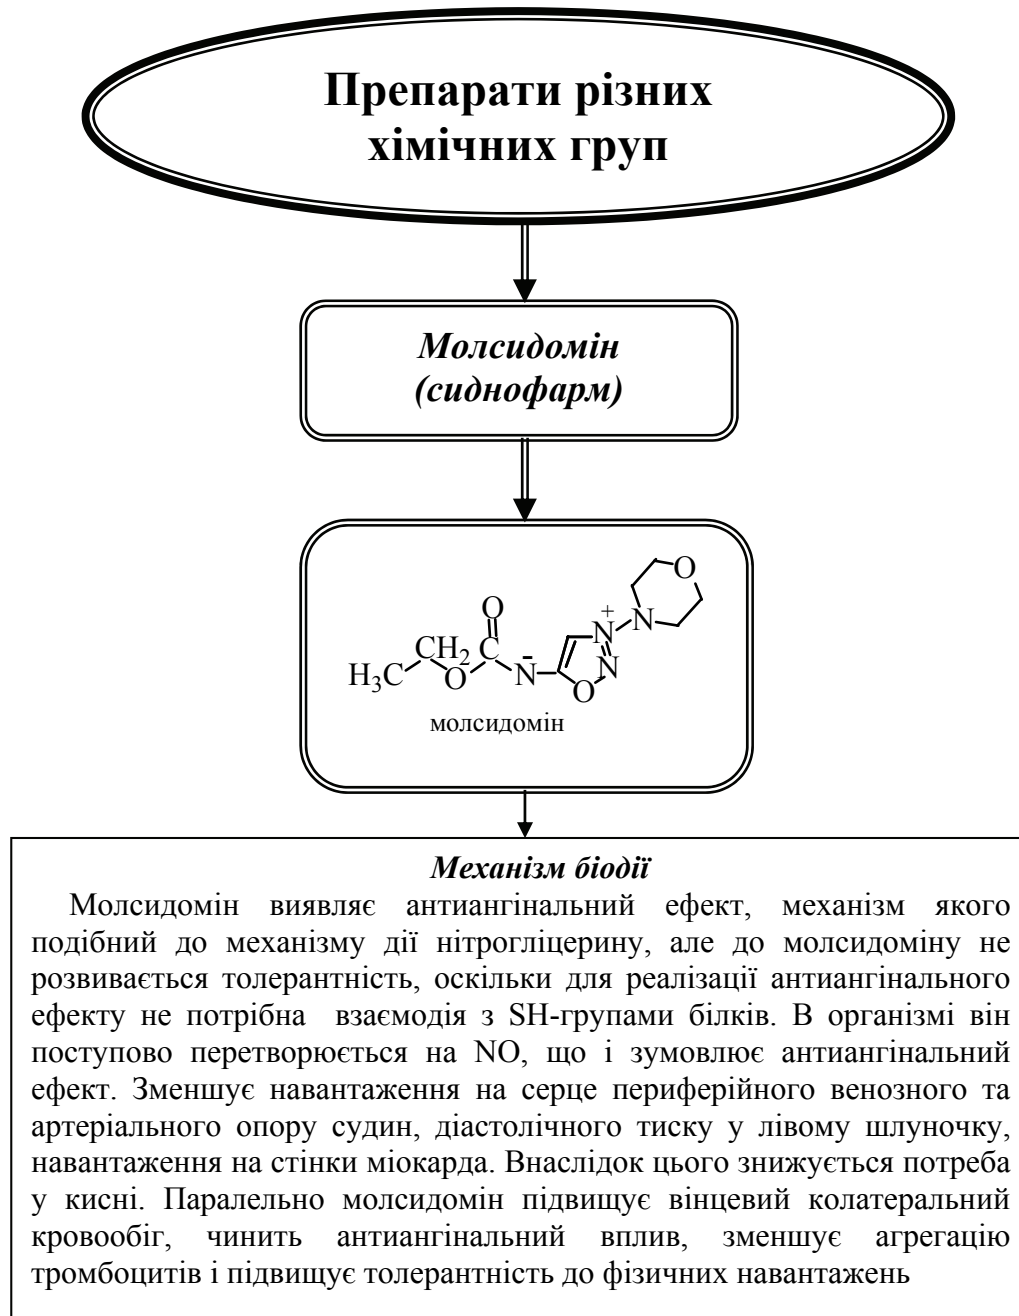 Препарати різних
хімічних груп
Молсидомін
(сиднофарм)
O
O
+
N
N
CH2
C
-
N
N
H3C
O
O
молсидомін
Механізм біодії
Молсидомін виявляє антиангінальний ефект, механізм якого
подібний до механізму дії нітрогліцерину, але до молсидоміну не
розвивається толерантність, оскільки для реалізації антиангінального
ефекту не потрібна взаємодія з SH-групами білків. В організмі він
поступово перетворюється на NO, що і зумовлює антиангінальний
ефект. Зменшує навантаження на серце периферійного венозного та
артеріального опору судин, діастолічного тиску у лівому шлуночку,
навантаження на стінки міокарда. Внаслідок цього знижується потреба
у кисні. Паралельно молсидомін підвищує вінцевий колатеральний
кровообіг, чинить антиангінальний вплив, зменшує агрегацію
тромбоцитів і підвищує толерантність до фізичних навантажень